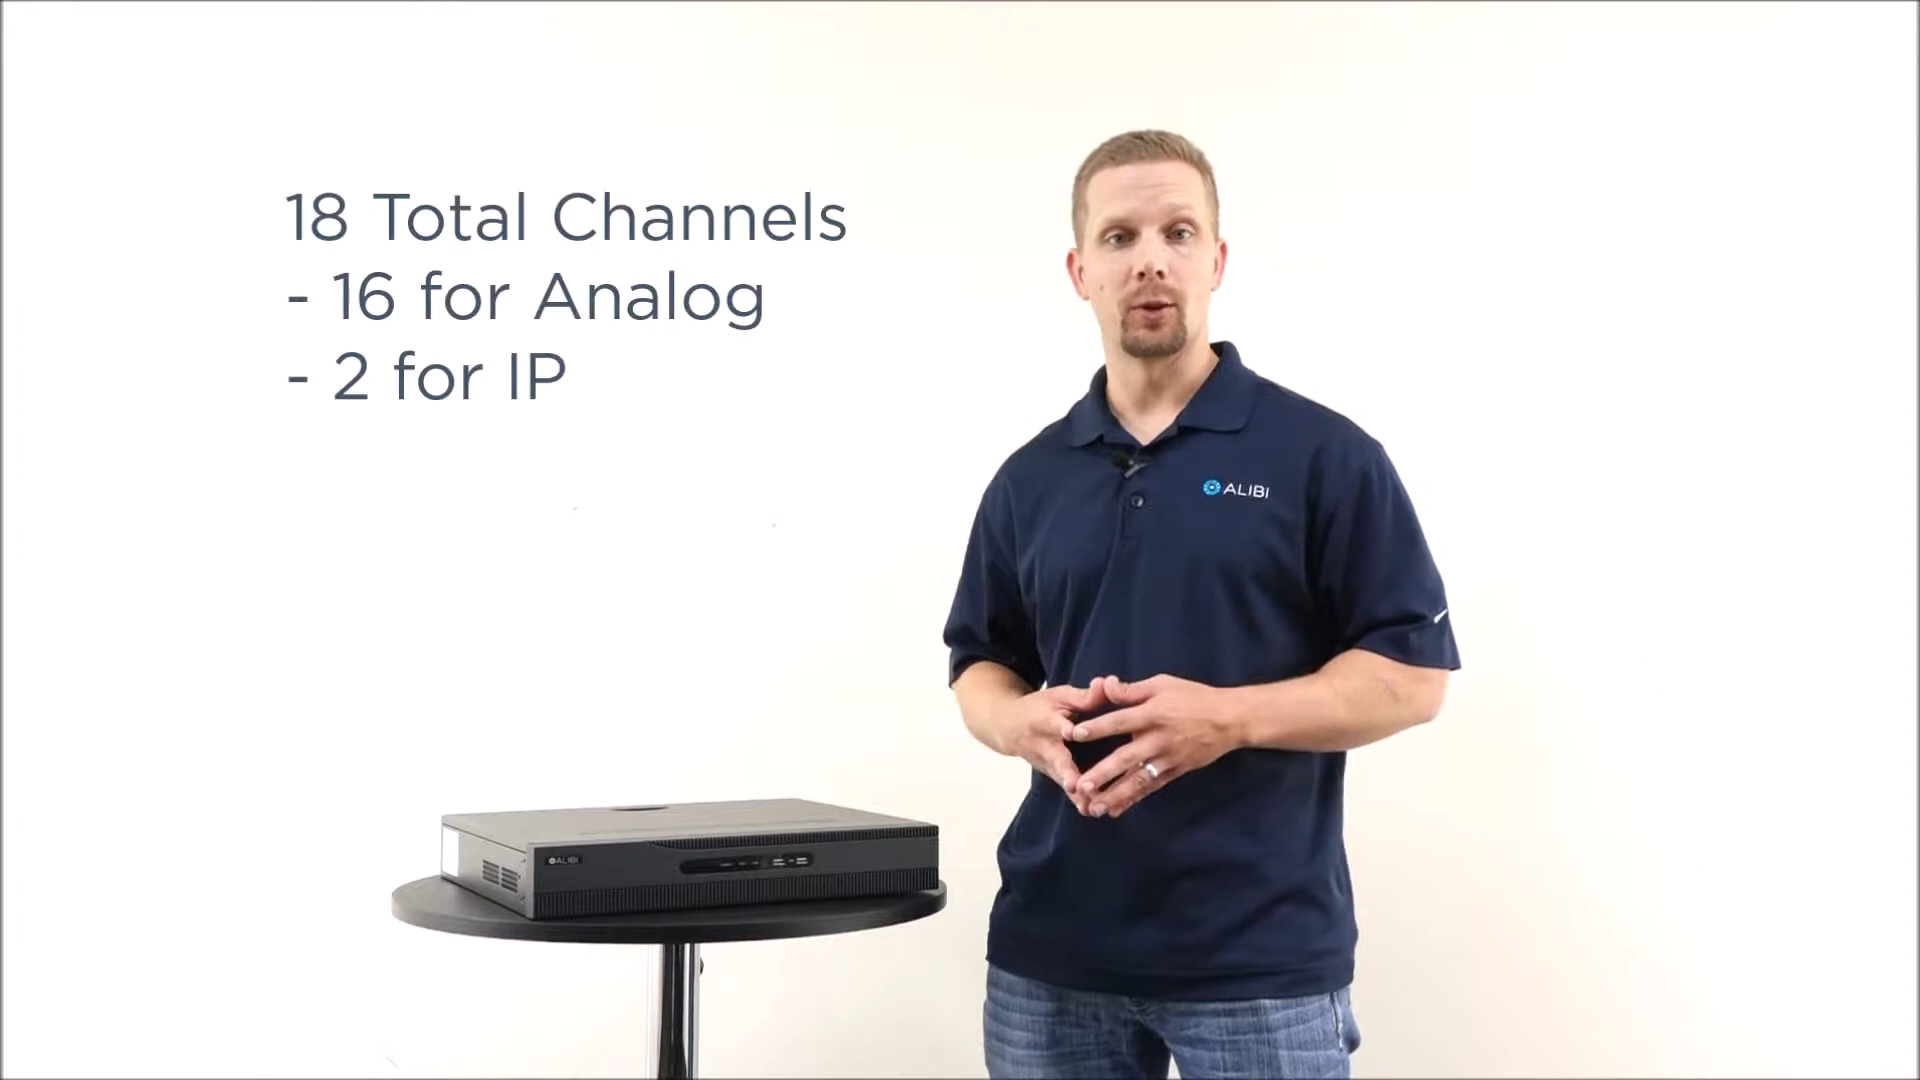 18 Total Channels
- 16 for Analog
- 2 for IP
ALIBI
ALIBI